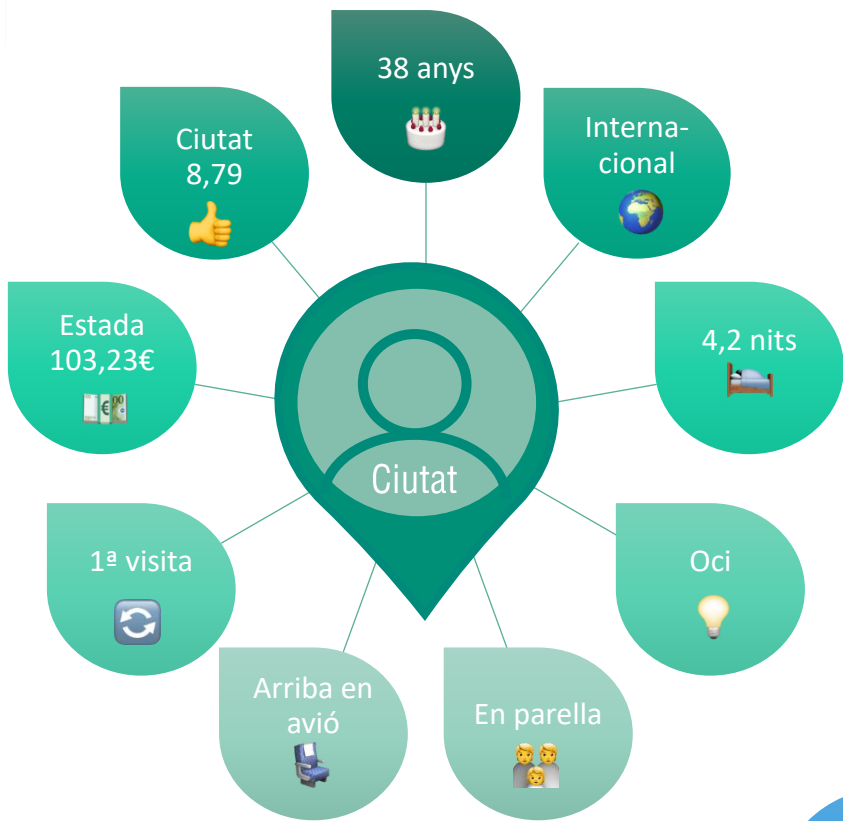 38 anys
Ciutat
8,79
Interna-
cional
Estada
103,23€
4,2 nits
Ciutat
1ª visita
Oci
Arriba en
avió
En parella